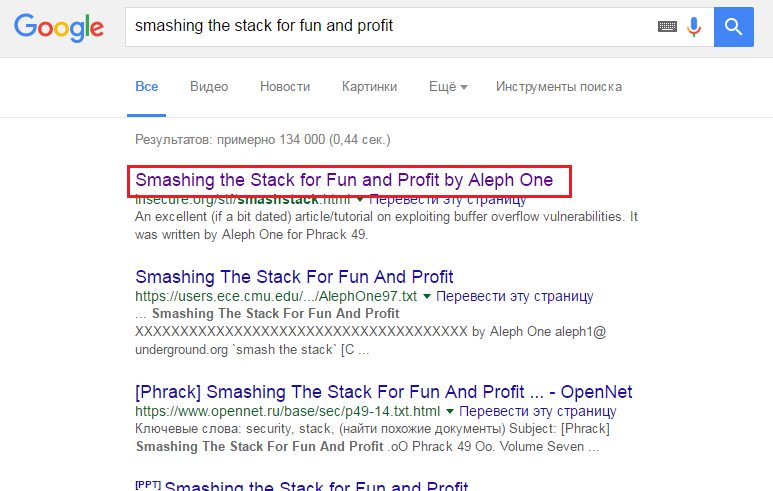 Google
smashing the stack for fun and profit
Все Видео Новости Картинки Ещё Инструменты поиска
Результатов: примерно 134 000 (0,44 сек.)
Smashing the Stack for Fun and Profit by Aleph One
insecure.org/stf/smashstack.html Перевести эту страницу
An excellent (if a bit dated) article/tutorial on exploiting buffer overflow vulnerabilities. It
was written by Aleph One for Phrack 49.
Smashing The Stack For Fun And Profit
https://users.ece.cmu.edu/.../AlephOne97.txt Перевести эту страницу
... Smashing The Stack For Fun And Profit
XXXXXXXXXXXXXXXXXXXXXXXXXXXXXXXXXXXXX by Aleph One aleph1@
underground.org `smash the stack` [C ...
[Phrack] Smashing The Stack For Fun And Profit ... - OpenNet
https://www.opennet.ru/base/sec/p49-14.txt.html Перевести эту страницу
Ключевые слова: security, stack, (найти похожие документы) Subject: [Phrack]
Smashing The Stack For Fun And Profit .oO Phrack 49 Oo. Volume Seven ...
[PPT] Smashing the Stack for Fun and Profit